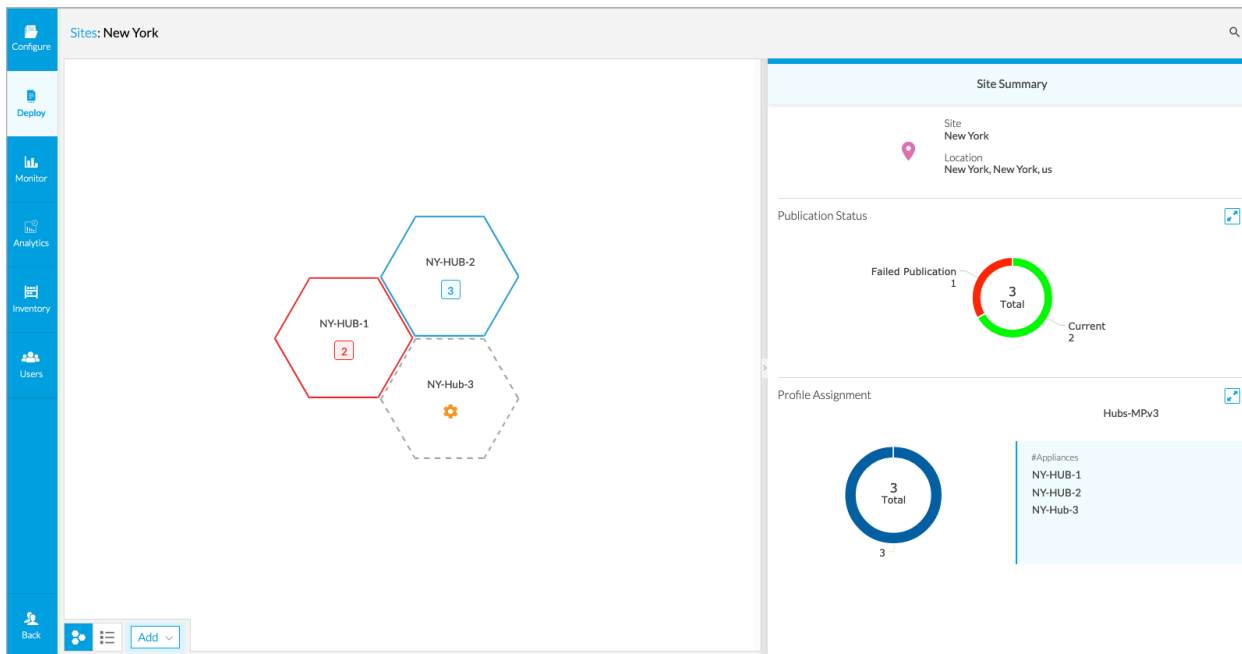 Configure
Deploy
Monitor
Analytics
Inventory
Users
Back
Sites: New York
NY-HUB-2
3
NY-HUB-1
2
NY-Hub-3
Add
Site Summary
Site
New York
Location
New York, New York, us
Publication Status
Failed Publication
1
3
Total
Current
2
Profile Assignment
Hubs-MP.v3
3
Total
3
#Appliances
NY-HUB-1
NY-HUB-2
NY-Hub-3